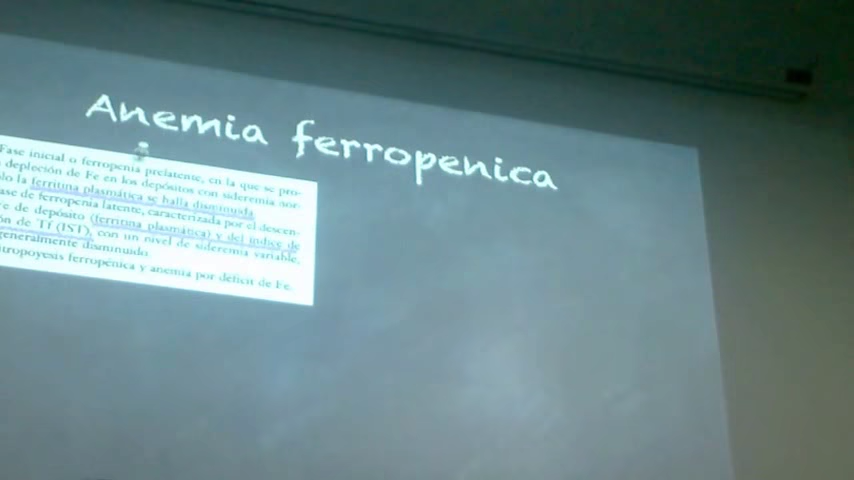 Anemia ferropenica
Fase inicial o ferropenia prelatente, en la que se pro-
depleción de Fe en los depósitos con sideremia nor-
lo la ferritina plasmática se halla disminuida
ase de ferropenia latente, caracterizada por el descen-
Fe de depósito (ferritina plasmática) y del índice de
ón de Tf (IST), con un nivel de sideremia variable,
generalmente disminuido.
itropoyesis ferropénica y anemia por déficit de Fe.